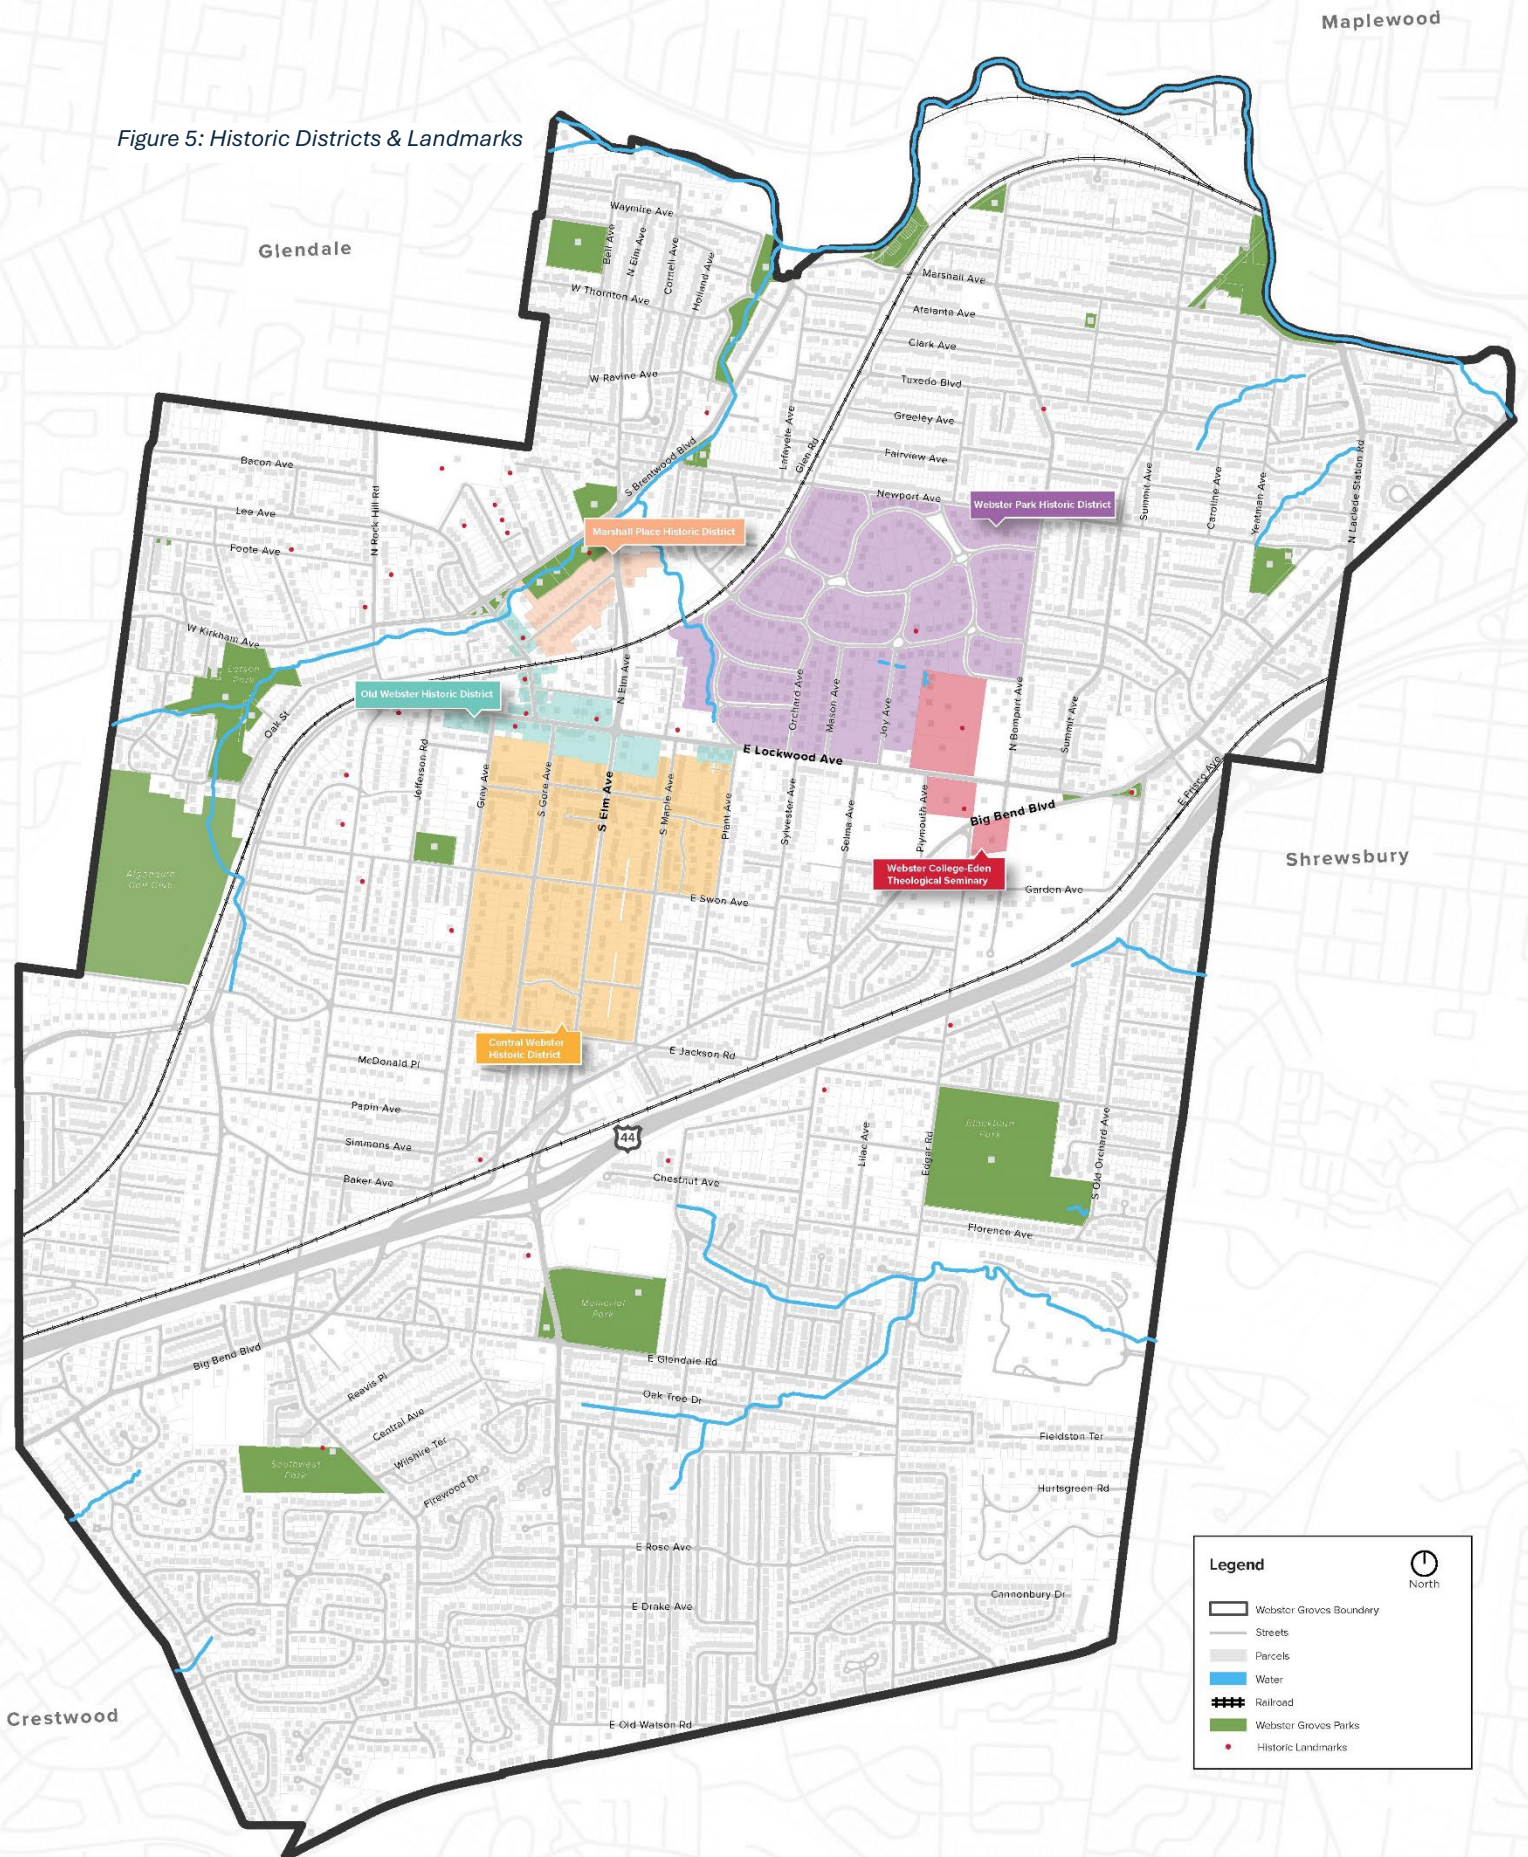 Maplewood
Figure 5: Historic Districts & Landmarks
Glendale
Waymire Ave
Bell Ave
N Elm Ave
Cornell Ave
Holland Ave
W Thornton Ave
Marshall Ave
Atalanta Ave
Clark Ave
W Ravine Ave
Tuxedo Blvd
Greeley Ave
Lafayette Ave
Glen Rd
Fairview Ave
S Brentwood Blvd
Bacon Ave
N Rock Hill Rd
Newport Ave
Webster Park Historic District
Summit Ave
Caroline Ave
Yeatman Ave
N Laclede Station Rd
Lee Ave
Marshall Place Historic District
Foote Ave
W Kirkham Ave
Larson
Park
Old Webster Historic District
N Elm Ave
Orchard Ave
Mason Ave
Joy Ave
N Bompart Ave
Summit Ave
Oak St
E Lockwood Ave
Jefferson Rd
Gray Ave
S Gore Ave
S Elm Ave
S Maple Ave
Plant Ave
Sylvester Ave
Selma Ave
Plymouth Ave
Big Bend Blvd
E Frisco Ave
Shrewsbury
Algonquin
Golf Club
Webster College-Eden
Theological Seminary
Garden Ave
E Swon Ave
Central Webster
Historic District
E Jackson Rd
McDonald Pl
Papin Ave
Simmons Ave
Baker Ave
44
Chestnut Ave
Lilac Ave
Edgar Rd
Blackburn
Park
S Old Orchard Ave
Florence Ave
Memorial
Park
Big Bend Blvd
E Glendale Rd
Reavis Pl
Oak Tree Dr
Central Ave
Wilshire Ter
Fieldston Ter
Southwest
Park
Firewood Dr
Hurtsgreen Rd
E Rose Ave
Cannonbury Dr
E Drake Ave
Crestwood
E Old Watson Rd
Legend
North
Webster Groves Boundary
Streets
Parcels
Water
Railroad
Webster Groves Parks
Historic Landmarks